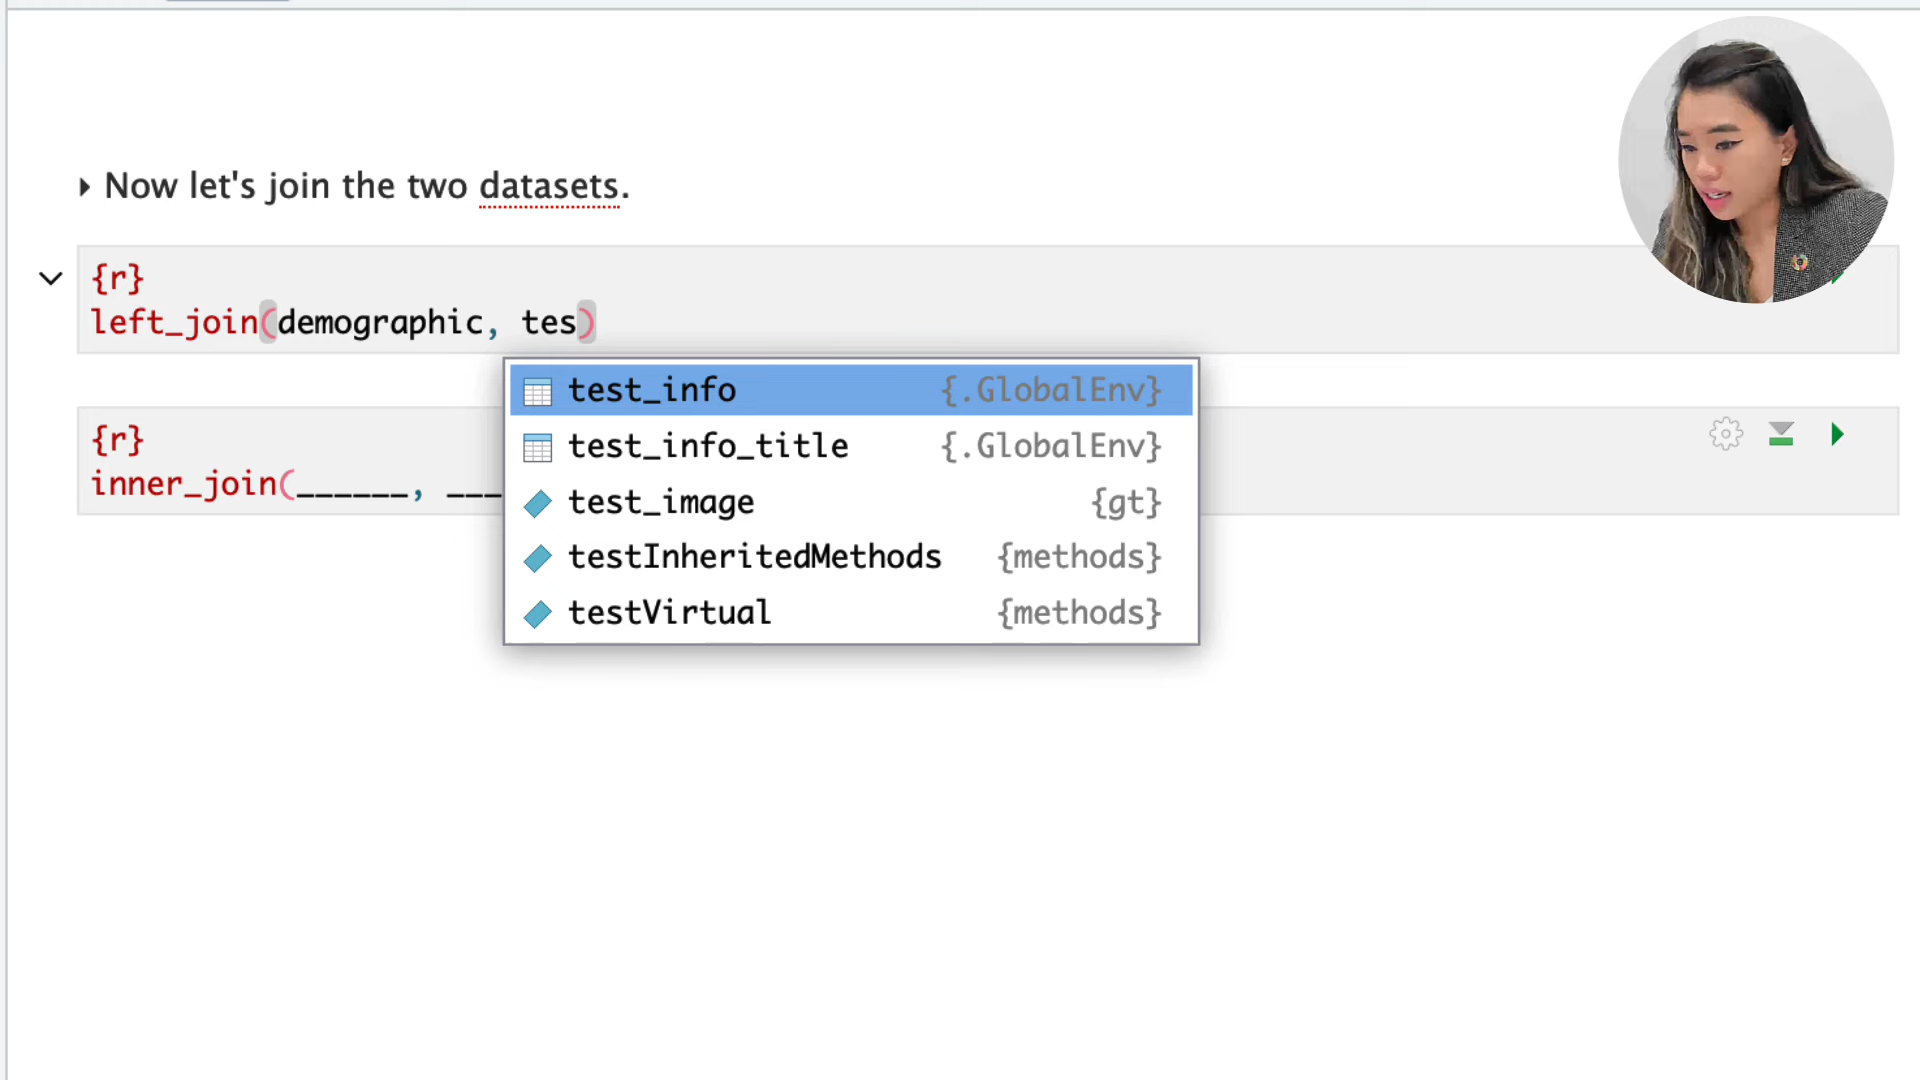 Now let's join the two datasets.
{r}
left_join(demographic, tes)
test_info {.GlobalEnv}
test_info_title {.GlobalEnv}
test_image {gt}
testInheritedMethods {methods}
testVirtual {methods}
{r}
inner_join(______, ___